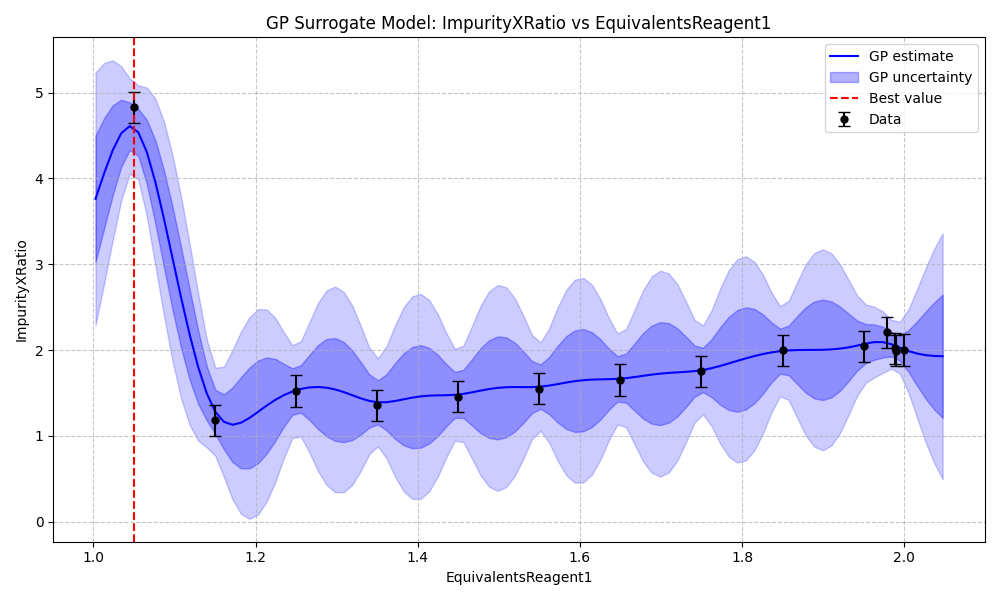 GP Surrogate Model: ImpurityXRatio vs EquivalentsReagent1
GP estimate
GP uncertainty
Best value
Data
ImpurityXRatio
5
4
3
2
1
0
1.0 1.2 1.4 1.6 1.8 2.0
EquivalentsReagent1